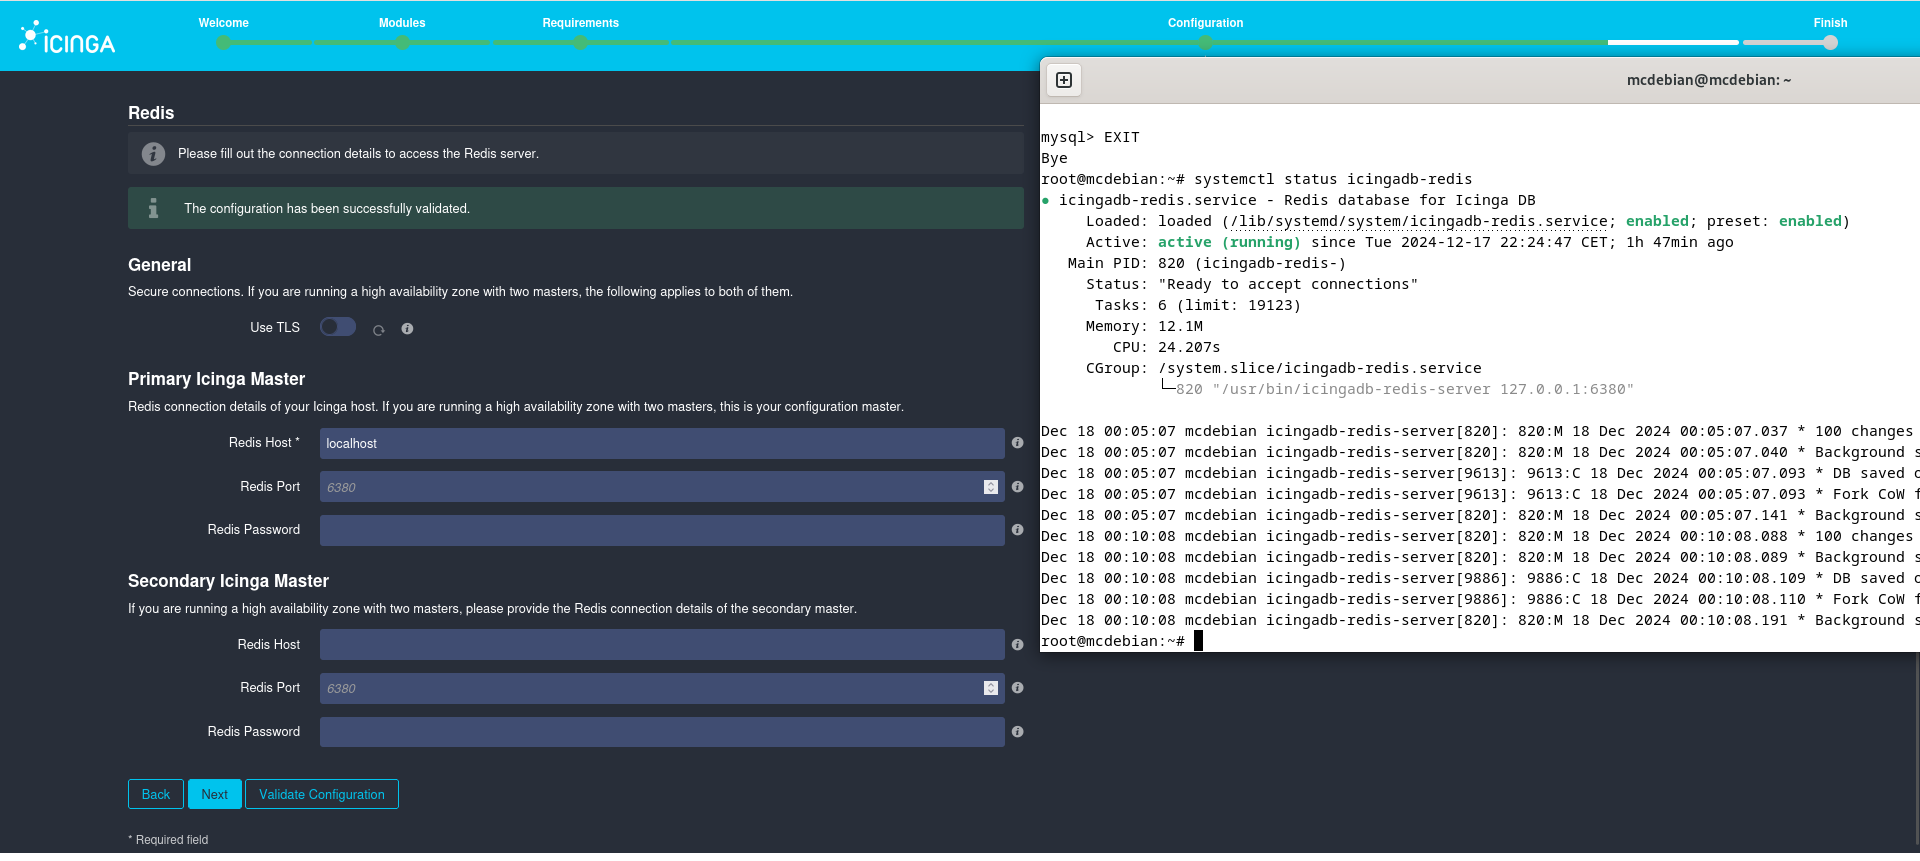 ICINGA
Welcome
Modules
Requirements
Configuration
Finish
Redis
Please fill out the connection details to access the Redis server.
The configuration has been successfully validated.
General
Secure connections. If you are running a high availability zone with two masters, the following applies to both of them.
Use TLS
Primary Icinga Master
Redis connection details of your Icinga host. If you are running a high availability zone with two masters, this is your configuration master.
Redis Host * localhost
Redis Port 6380
Redis Password
Secondary Icinga Master
If you are running a high availability zone with two masters, please provide the Redis connection details of the secondary master.
Redis Host
Redis Port 6380
Redis Password
Back Next Validate Configuration
* Required field
mcdebian@mcdebian: ~
mysql> EXIT
Bye
root@mcdebian:~# systemctl status icingadb-redis
● icingadb-redis.service - Redis database for Icinga DB
Loaded: loaded (/lib/systemd/system/icingadb-redis.service; enabled; preset: enabled)
Active: active (running) since Tue 2024-12-17 22:24:47 CET; 1h 47min ago
Main PID: 820 (icingadb-redis-)
Status: "Ready to accept connections"
Tasks: 6 (limit: 19123)
Memory: 12.1M
CPU: 24.207s
CGroup: /system.slice/icingadb-redis.service
└─820 "/usr/bin/icingadb-redis-server 127.0.0.1:6380"
Dec 18 00:05:07 mcdebian icingadb-redis-server[820]: 820:M 18 Dec 2024 00:05:07.037 * 100 changes
Dec 18 00:05:07 mcdebian icingadb-redis-server[820]: 820:M 18 Dec 2024 00:05:07.040 * Background s
Dec 18 00:05:07 mcdebian icingadb-redis-server[9613]: 9613:C 18 Dec 2024 00:05:07.093 * DB saved o
Dec 18 00:05:07 mcdebian icingadb-redis-server[9613]: 9613:C 18 Dec 2024 00:05:07.093 * Fork CoW f
Dec 18 00:05:07 mcdebian icingadb-redis-server[820]: 820:M 18 Dec 2024 00:05:07.141 * Background s
Dec 18 00:10:08 mcdebian icingadb-redis-server[820]: 820:M 18 Dec 2024 00:10:08.088 * 100 changes
Dec 18 00:10:08 mcdebian icingadb-redis-server[820]: 820:M 18 Dec 2024 00:10:08.089 * Background s
Dec 18 00:10:08 mcdebian icingadb-redis-server[9886]: 9886:C 18 Dec 2024 00:10:08.109 * DB saved o
Dec 18 00:10:08 mcdebian icingadb-redis-server[9886]: 9886:C 18 Dec 2024 00:10:08.110 * Fork CoW f
Dec 18 00:10:08 mcdebian icingadb-redis-server[820]: 820:M 18 Dec 2024 00:10:08.191 * Background s
root@mcdebian:~#